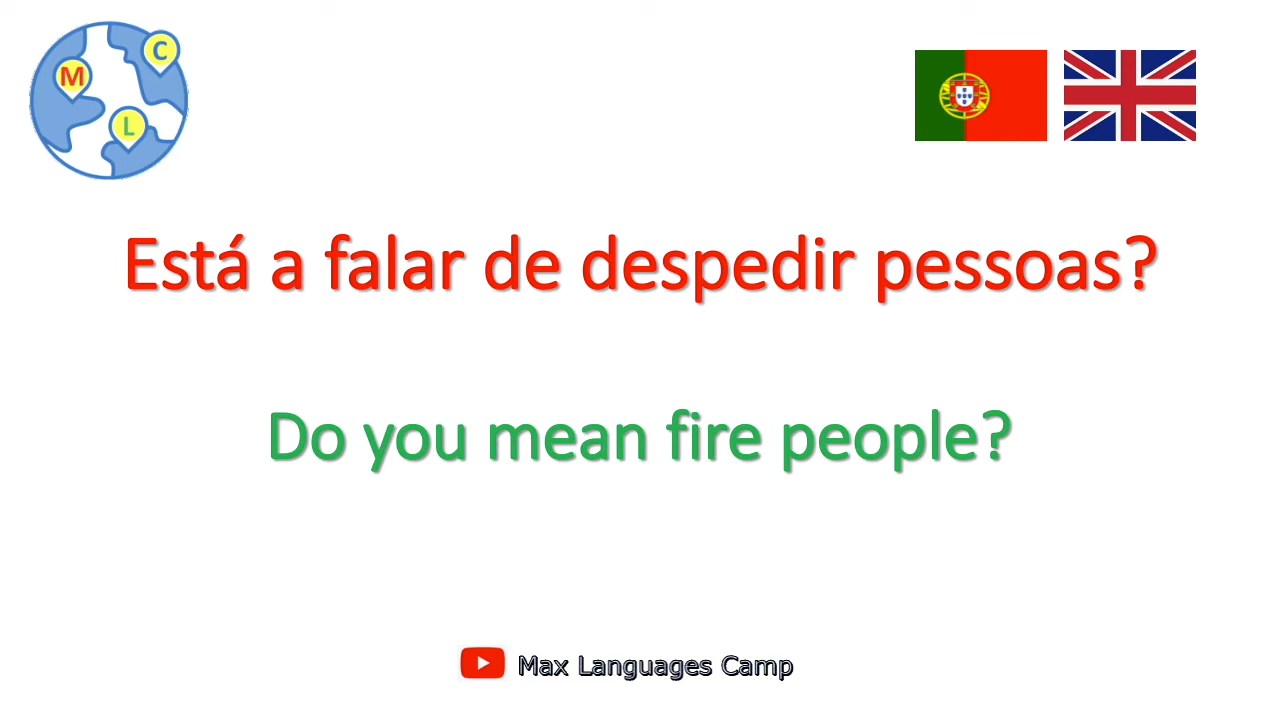 M
C
L
Está a falar de despedir pessoas?
Do you mean fire people?
Max Languages Camp